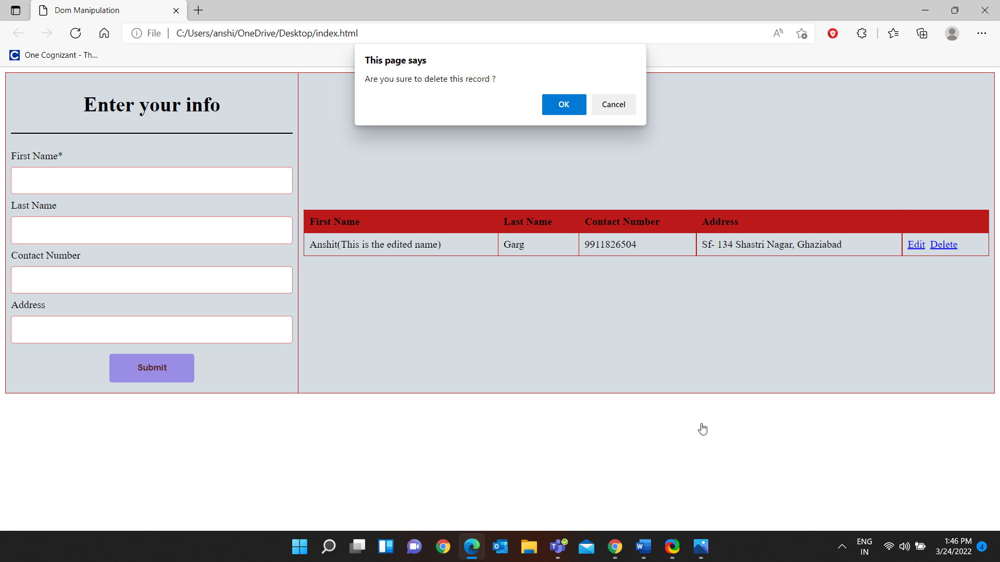 Dom Manipulation
File
C:/Users/anshi/OneDrive/Desktop/index.html
C One Cognizant - Th...
This page says
Are you sure to delete this record ?
OK
Cancel
Enter your info
First Name*
Last Name
Contact Number
Address
Submit
First Name Last Name Contact Number Address
Anshit(This is the edited name) Garg 9911826504 Sf- 134 Shastri Nagar, Ghaziabad Edit Delete
ENG
IN
1:46 PM
3/24/2022
4